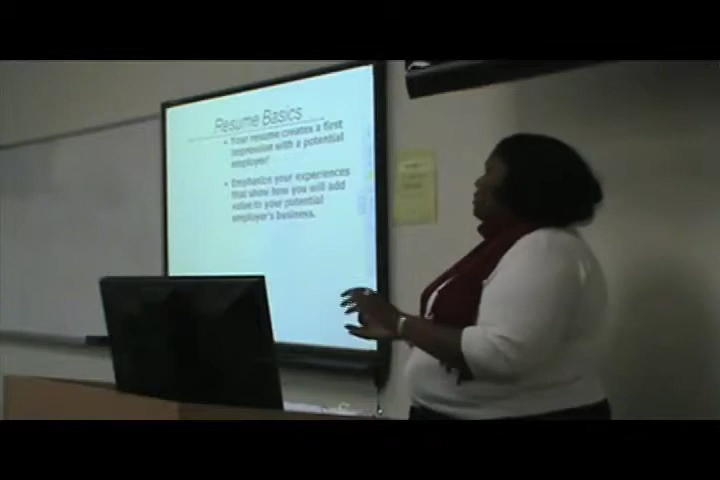 Resume Basics
• Your resume creates a first
impression with a potential
employer!
• Emphasize your experiences
that show how you will add
value to your potential
employer's business.